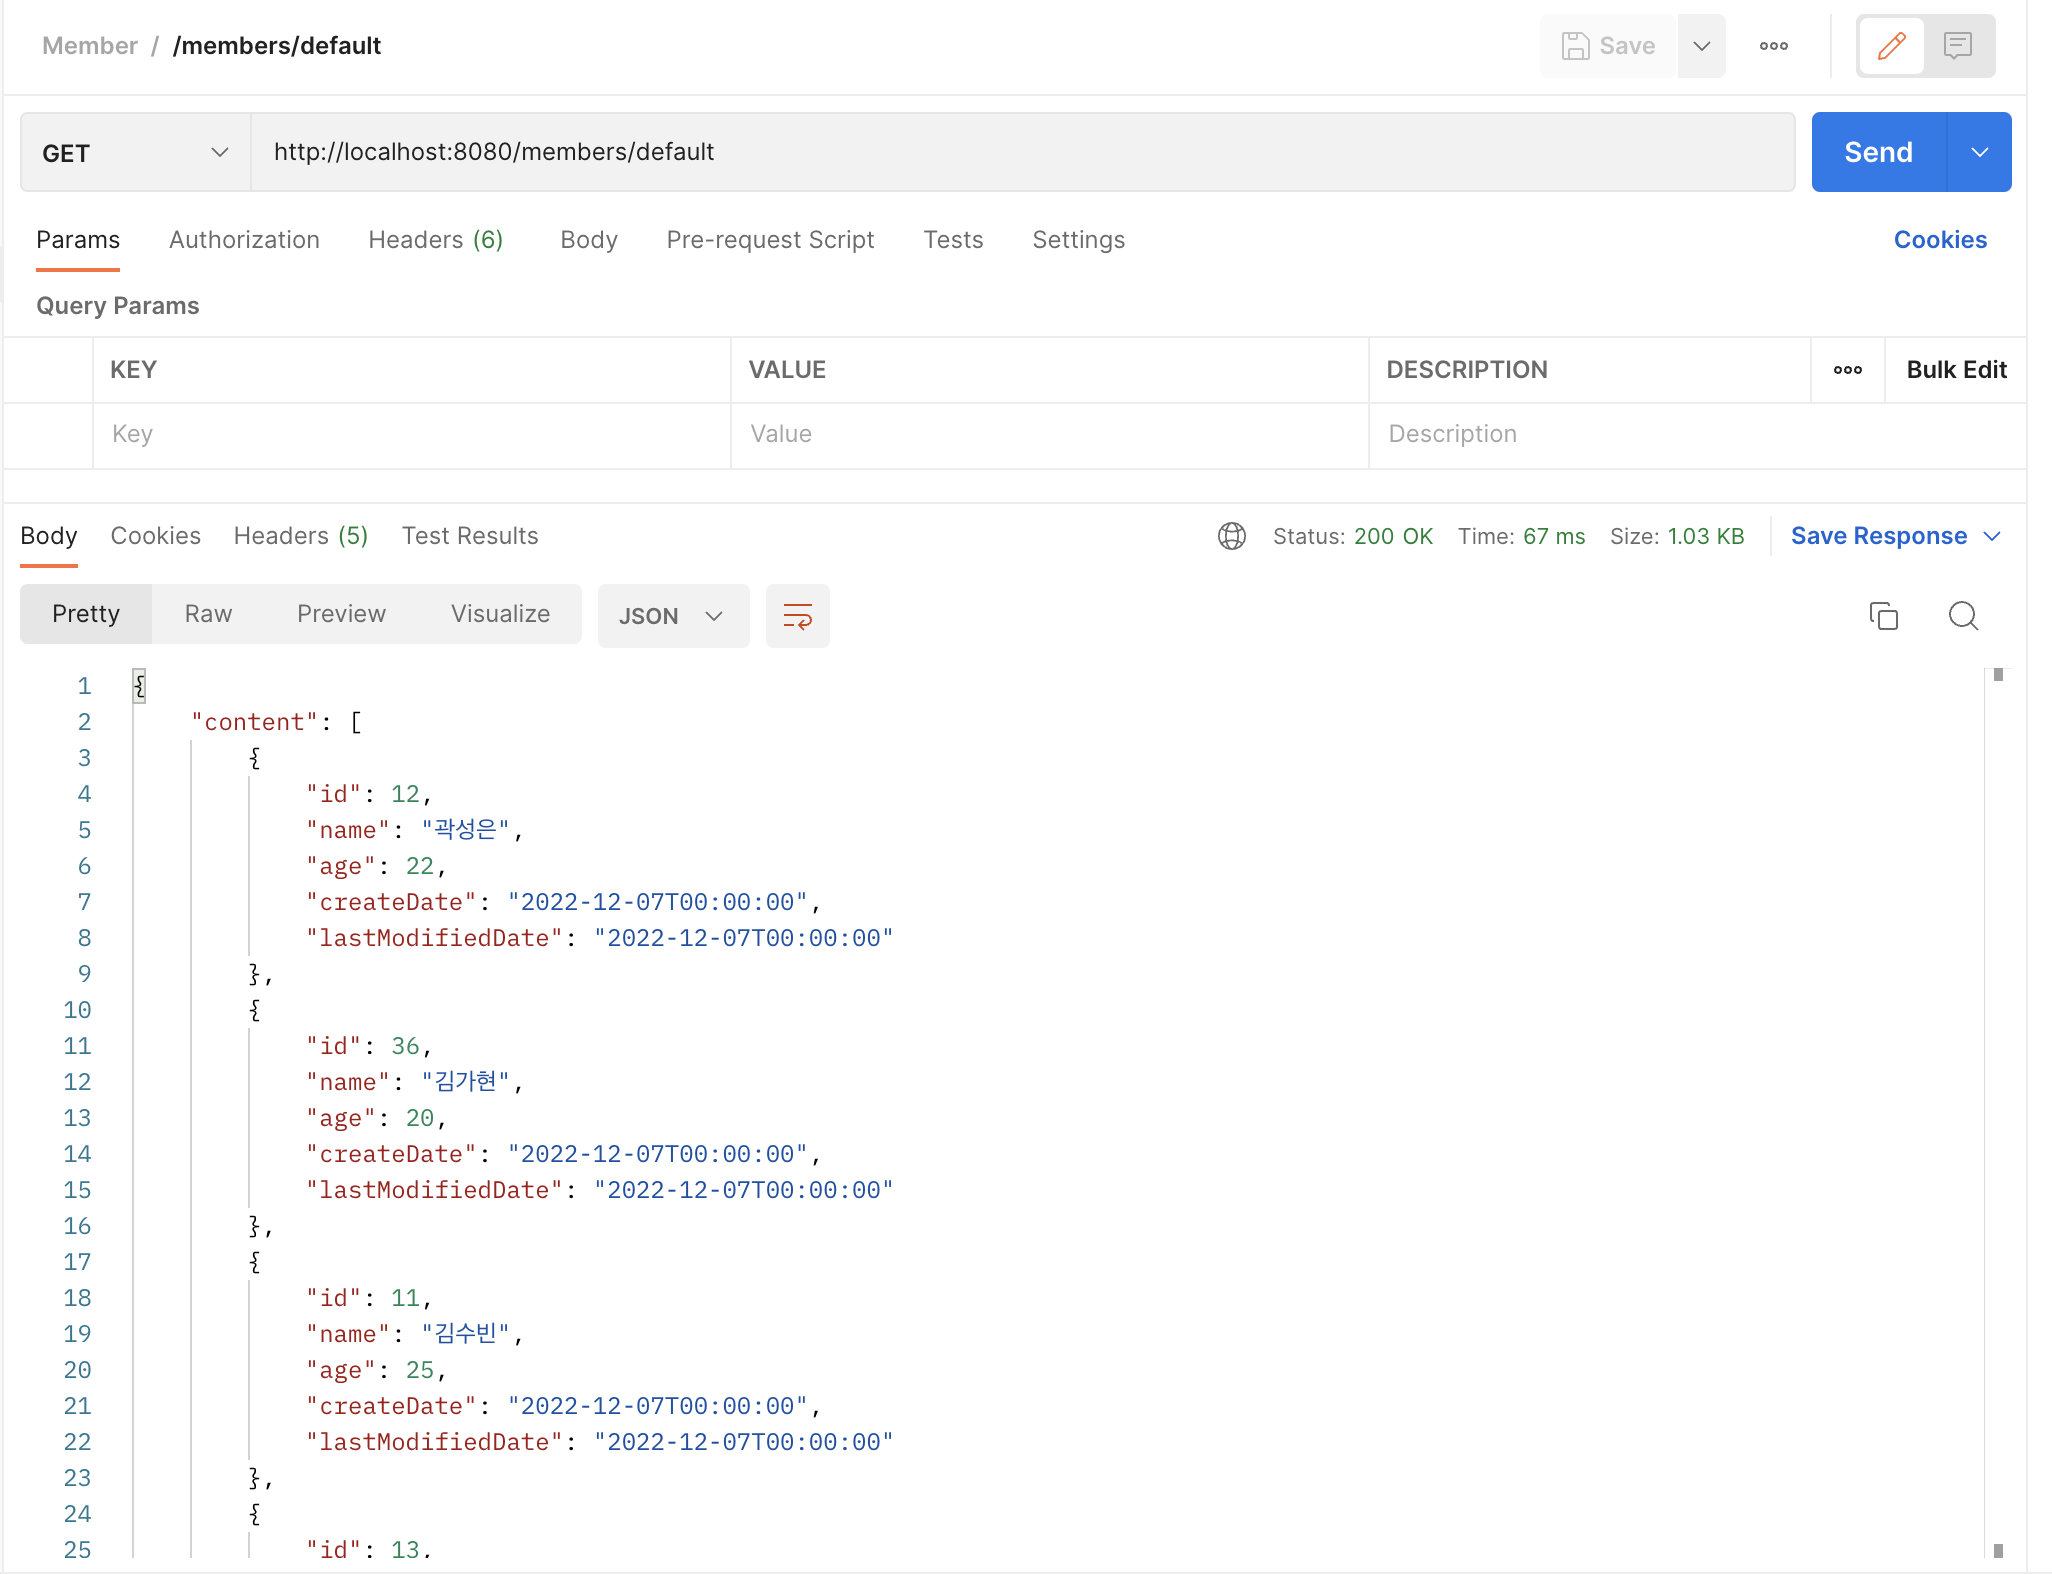 Member / /members/default Save
GET http://localhost:8080/members/default Send
Params Authorization Headers (6) Body Pre-request Script Tests Settings Cookies
Query Params
KEY VALUE DESCRIPTION Bulk Edit
Key Value Description
Body Cookies Headers (5) Test Results Status: 200 OK Time: 67 ms Size: 1.03 KB Save Response
Pretty Raw Preview Visualize JSON
1 {
2 "content": [
3 {
4 "id": 12,
5 "name": "곽성은",
6 "age": 22,
7 "createDate": "2022-12-07T00:00:00",
8 "lastModifiedDate": "2022-12-07T00:00:00"
9 },
10 {
11 "id": 36,
12 "name": "김가현",
13 "age": 20,
14 "createDate": "2022-12-07T00:00:00",
15 "lastModifiedDate": "2022-12-07T00:00:00"
16 },
17 {
18 "id": 11,
19 "name": "김수빈",
20 "age": 25,
21 "createDate": "2022-12-07T00:00:00",
22 "lastModifiedDate": "2022-12-07T00:00:00"
23 },
24 {
25 "id": 13,